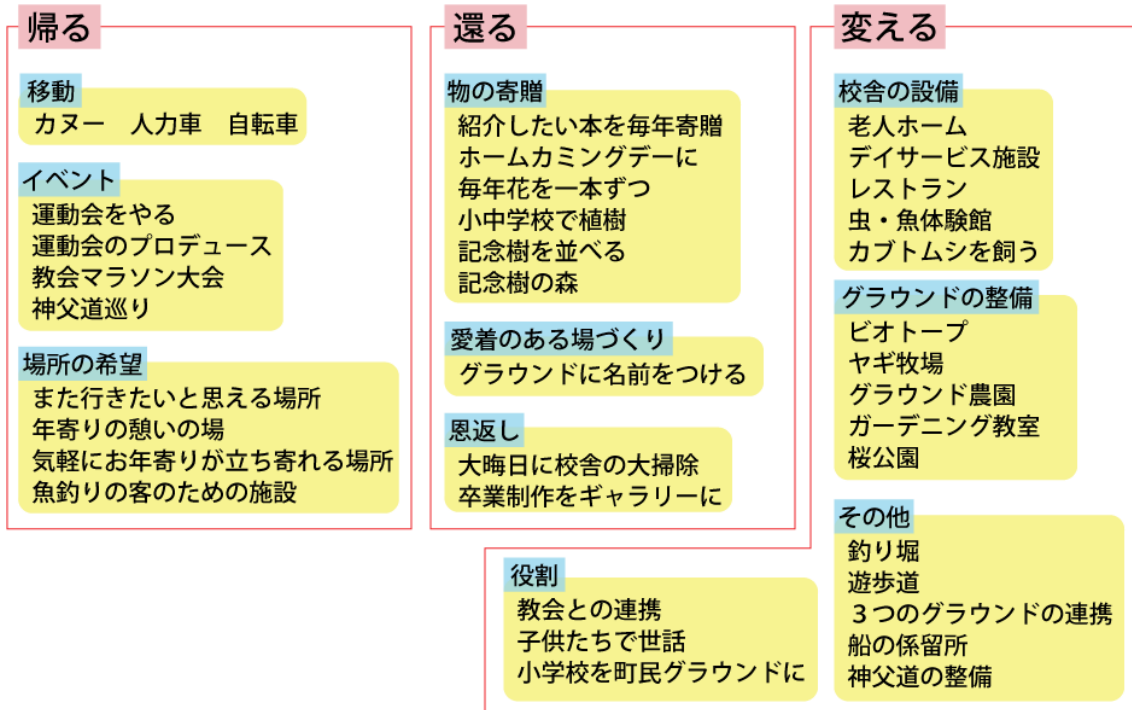 帰る
移動
カヌー　人力車　自転車
イベント
運動会をやる
運動会のプロデュース
教会マラソン大会
神父道巡り
場所の希望
また行きたいと思える場所
年寄りの憩いの場
気軽にお年寄りが立ち寄れる場所
魚釣りの客のための施設
還る
物の寄贈
紹介したい本を毎年寄贈
ホームカミングデーに
毎年花を一本ずつ
小中学校で植樹
記念樹を並べる
記念樹の森
愛着のある場づくり
グラウンドに名前をつける
恩返し
大晦日に校舎の大掃除
卒業制作をギャラリーに
変える
校舎の設備
老人ホーム
デイサービス施設
レストラン
虫・魚体験館
カブトムシを飼う
グラウンドの整備
ビオトープ
ヤギ牧場
グラウンド農園
ガーデニング教室
桜公園
その他
釣り堀
遊歩道
３つのグラウンドの連携
船の係留所
神父道の整備
役割
教会との連携
子供たちで世話
小学校を町民グラウンドに